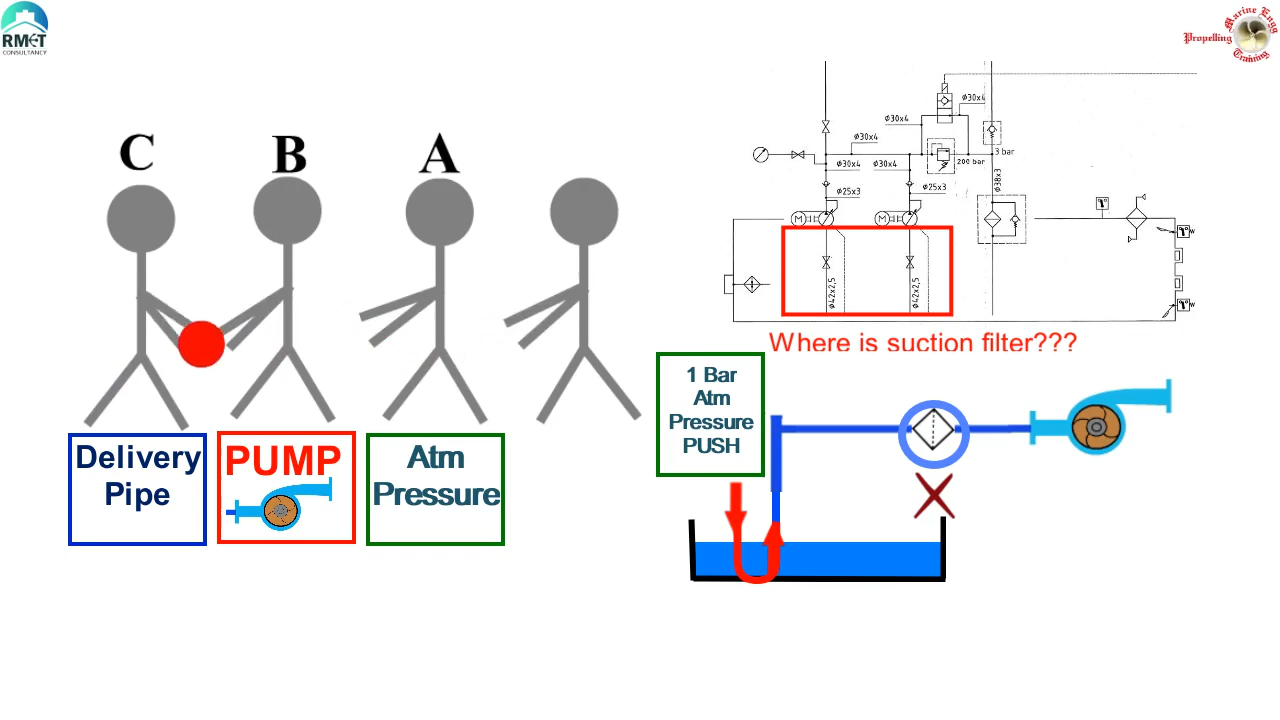 RMET
CONSULTANCY
Marine Engg
Propelling
Training
C
B
A
Delivery
Pipe
PUMP
Atm
Pressure
Ø30x4
Ø30x4
Ø30x4
Ø30x4
Ø30x4
200 bar
3 bar
Ø38x3
Ø25x3
Ø25x3
M
M
Ø42x2,5
Ø42x2,5
W
W
Where is suction filter???
1 Bar
Atm
Pressure
PUSH